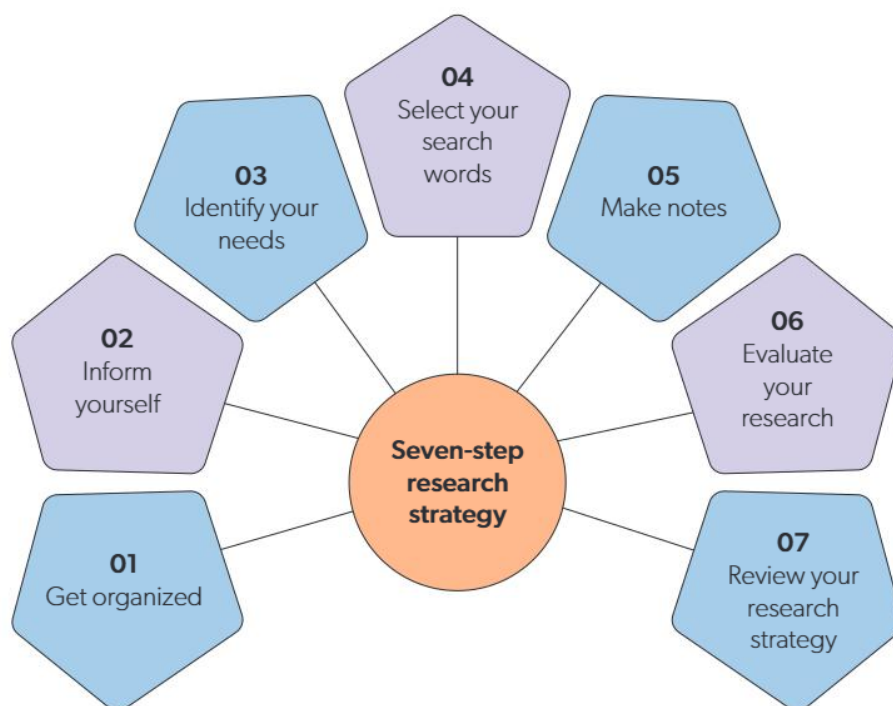 01
Get organized
02
Inform
yourself
03
Identify your
needs
04
Select your
search
words
05
Make notes
06
Evaluate
your
research
07
Review your
research
strategy
Seven-step
research
strategy